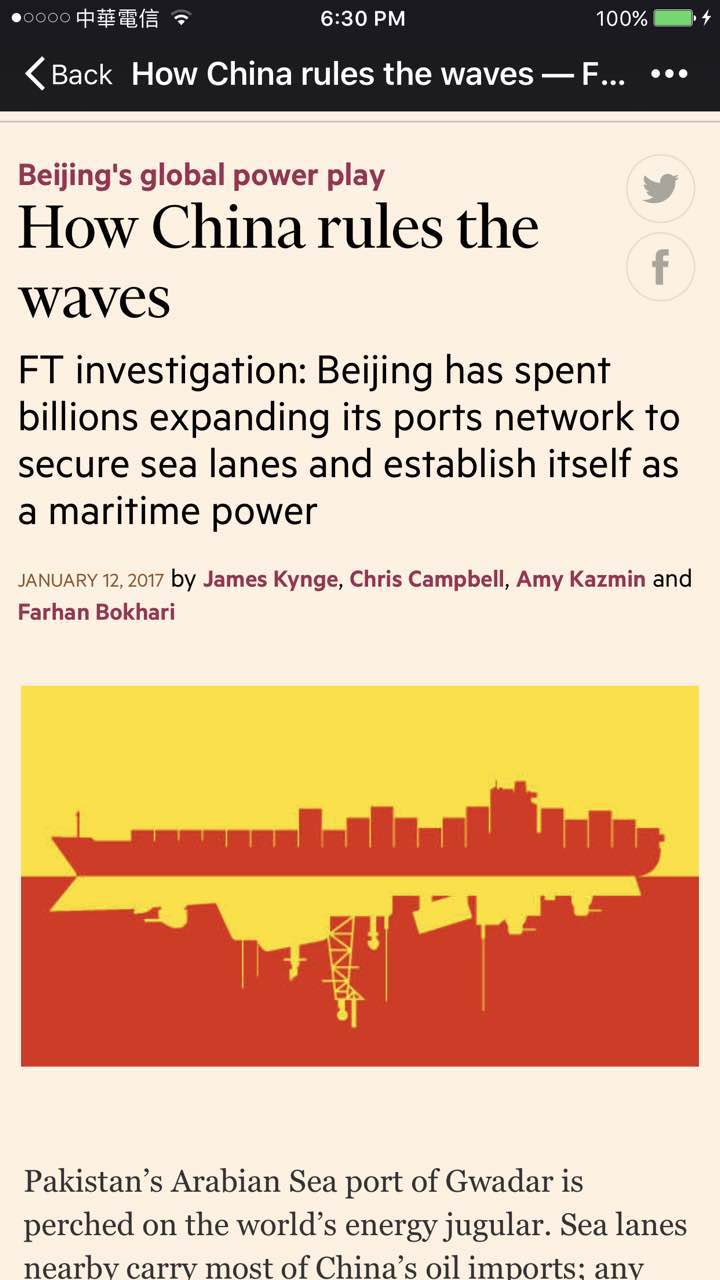 中華電信 6:30 PM 100%
Back How China rules the waves — F...
Beijing's global power play
How China rules the
waves
FT investigation: Beijing has spent
billions expanding its ports network to
secure sea lanes and establish itself as
a maritime power
JANUARY 12, 2017 by James Kynge, Chris Campbell, Amy Kazmin and
Farhan Bokhari
Pakistan’s Arabian Sea port of Gwadar is
perched on the world’s energy jugular. Sea lanes
nearby carry most of China’s oil imports; any